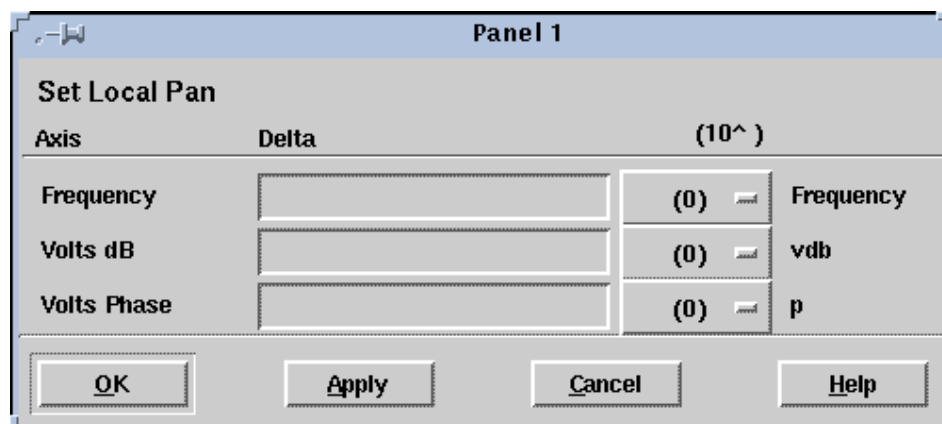 Panel 1
Set Local Pan
Axis Delta (10^ )
Frequency (0) Frequency
Volts dB (0) vdb
Volts Phase (0) p
OK Apply Cancel Help